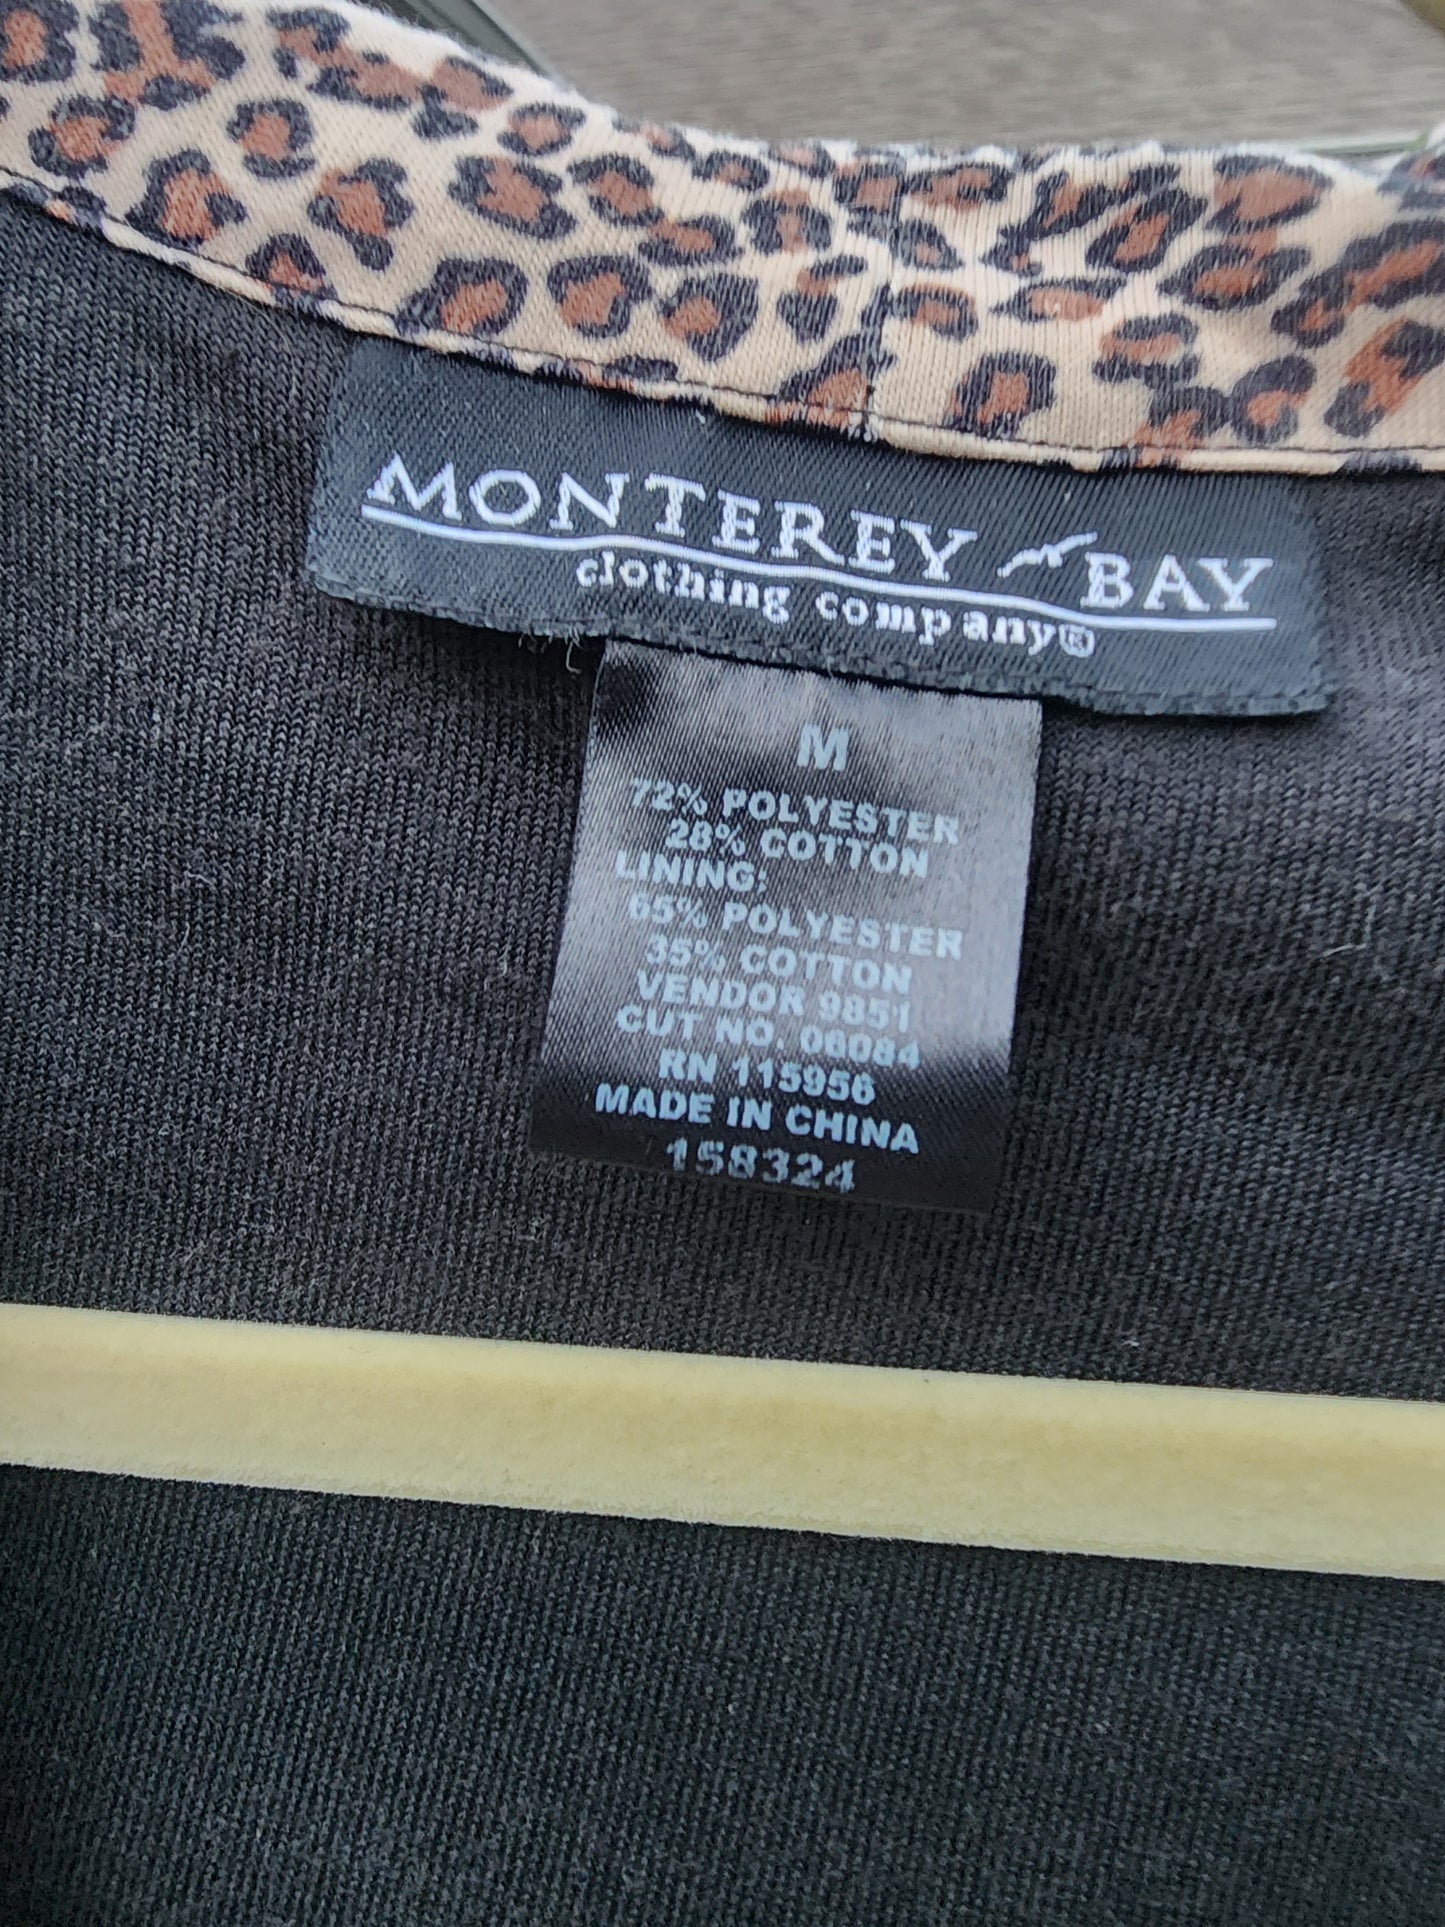 MONTEREY BAY
clothing company®
M
72% POLYESTER
28% COTTON
LINING:
65% POLYESTER
35% COTTON
VENDOR 9851
CUT NO. 06084
RN 115956
MADE IN CHINA
158324